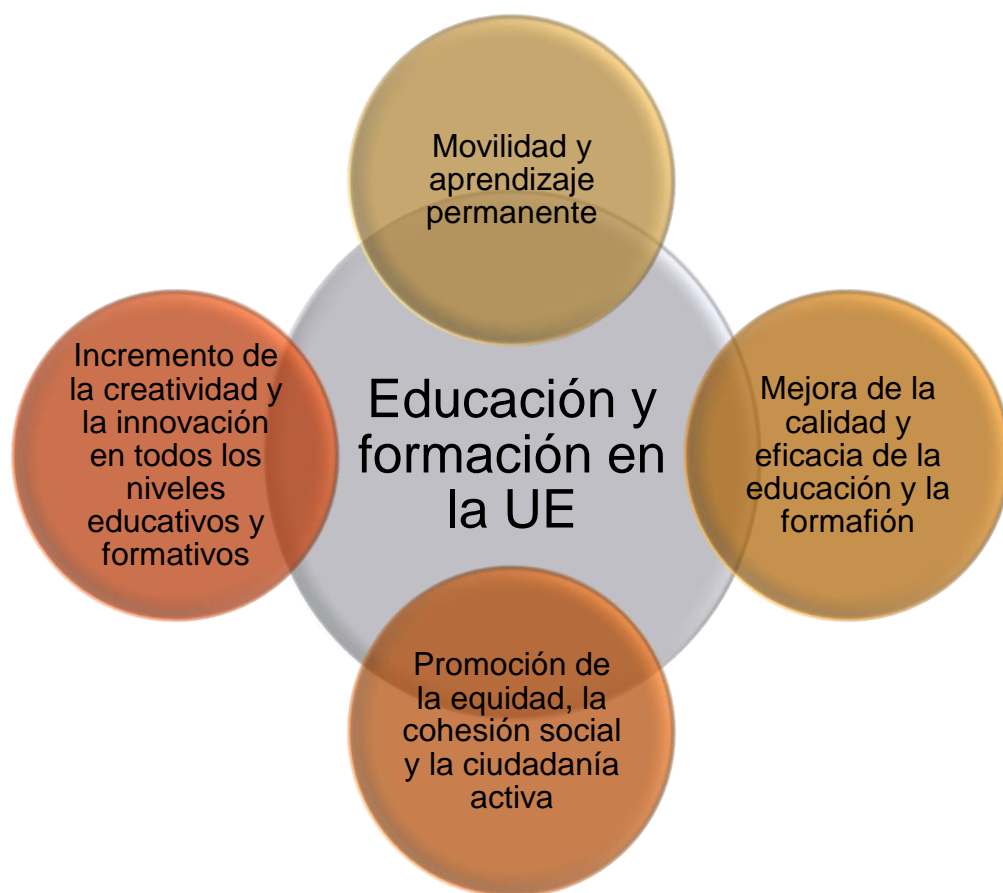 Movilidad y
aprendizaje
permanente
Incremento de
la creatividad y
la innovación
en todos los
niveles
educativos y
formativos
Educación y
formación en
la UE
Mejora de la
calidad y
eficacia de la
educación y la
formafión
Promoción de
la equidad, la
cohesión social
y la ciudadanía
activa